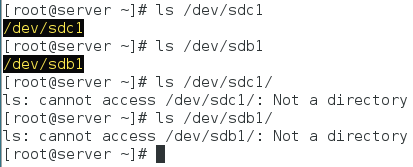 [root@server ~]# ls /dev/sdc1
/dev/sdc1
[root@server ~]# ls /dev/sdb1
/dev/sdb1
[root@server ~]# ls /dev/sdc1/
ls: cannot access /dev/sdc1/: Not a directory
[root@server ~]# ls /dev/sdb1/
ls: cannot access /dev/sdb1/: Not a directory
[root@server ~]#